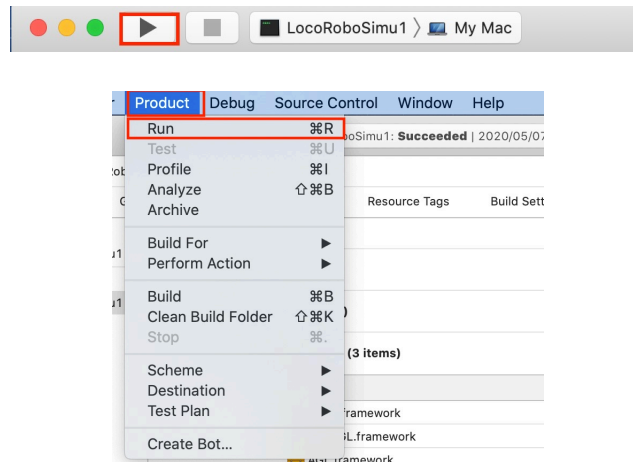 LocoRoboSimu1 〉 My Mac
Product Debug Source Control Window Help
Run ⌘R
boSimu1: Succeeded | 2020/05/07
Test ⌘U
Profile ⌘I
Analyze ⇧⌘B
Resource Tags Build Sett
Archive
Build For ▶
Perform Action ▶
Build ⌘B
Clean Build Folder ⇧⌘K
Stop ⌘.
(3 items)
Scheme ▶
Destination ▶
Test Plan ▶
ramework
GL.framework
Create Bot...